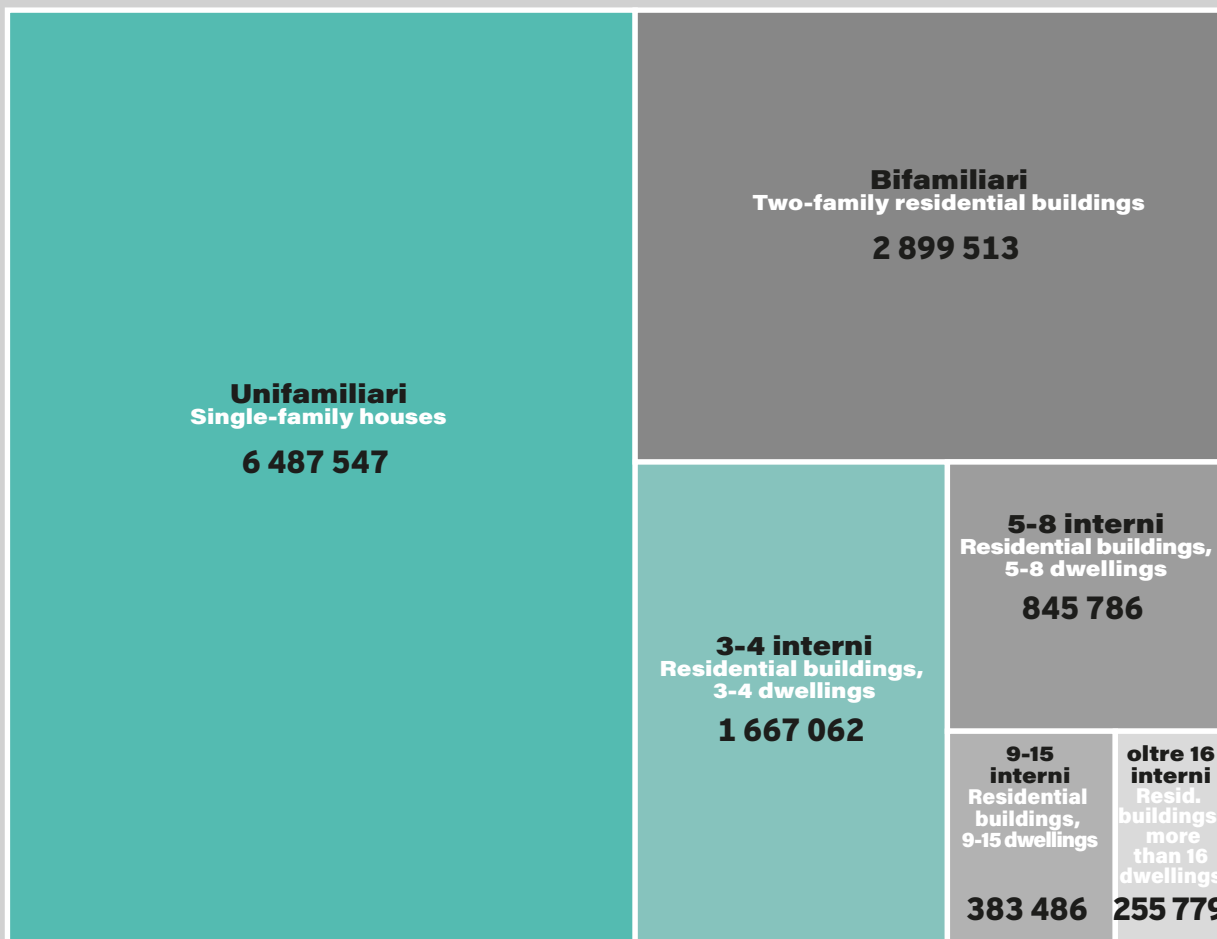 Unifamiliari
Single-family houses
6 487 547
Bifamiliari
Two-family residential buildings
2 899 513
3-4 interni
Residential buildings,
3-4 dwellings
1 667 062
5-8 interni
Residential buildings,
5-8 dwellings
845 786
9-15
interni
Residential
buildings,
9-15 dwellings
383 486
oltre 16
interni
Resid.
buildings
more
than 16
dwellings
255 779